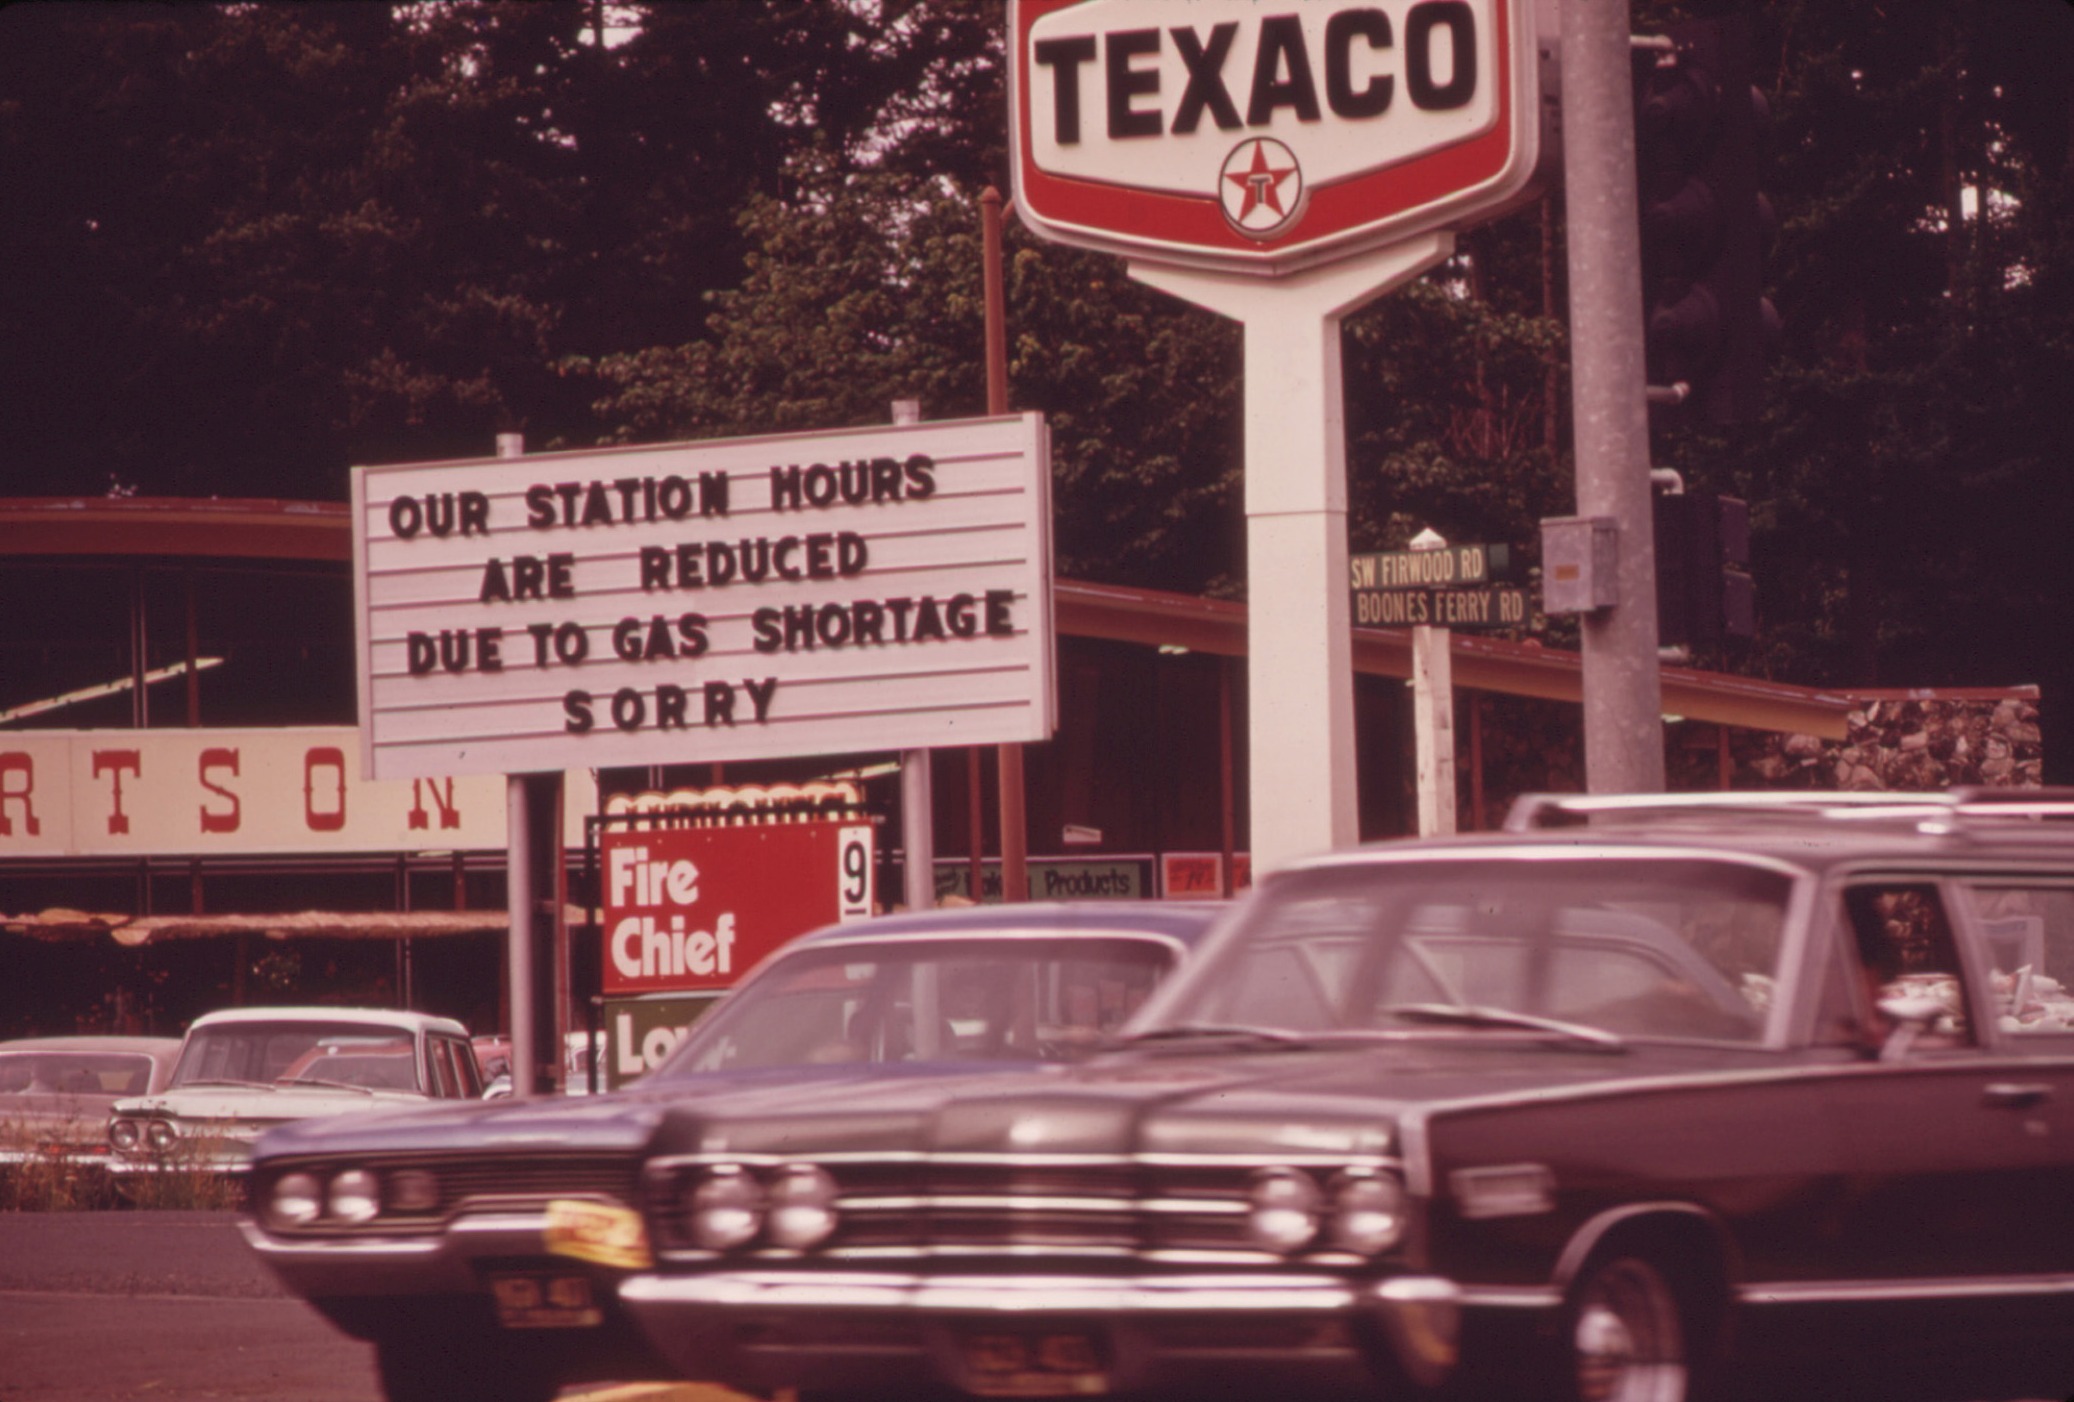 TEXACO
T
OUR STATION HOURS
ARE REDUCED
DUE TO GAS SHORTAGE
SORRY
SW FIRWOOD RD
BOONES FERRY RD
RTSON
Fire
Chief
9
Products